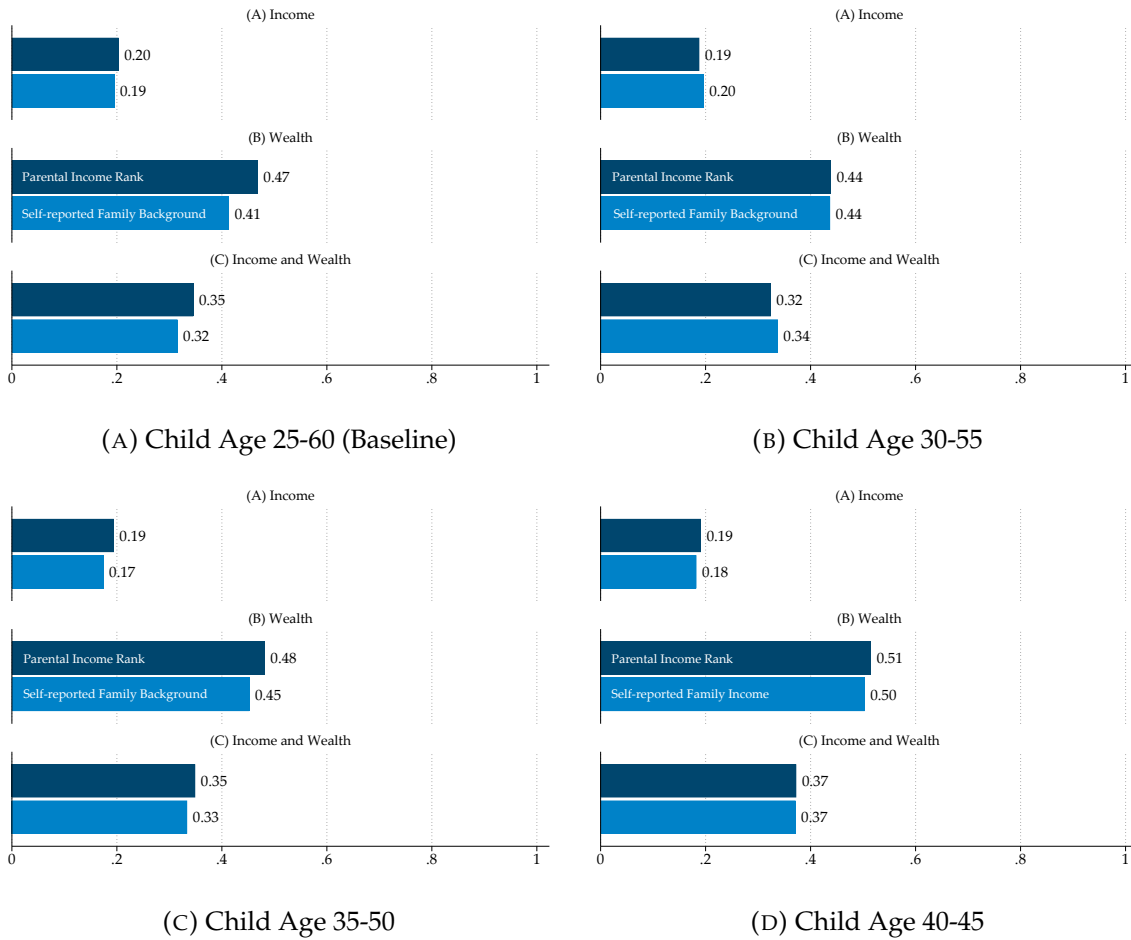 (A) Income
0.20
0.19
(B) Wealth
Parental Income Rank 0.47
Self-reported Family Background 0.41
(C) Income and Wealth
0.35
0.32
0 .2 .4 .6 .8 1
(A) Child Age 25-60 (Baseline)
(A) Income
0.19
0.20
(B) Wealth
Parental Income Rank 0.44
Self-reported Family Background 0.44
(C) Income and Wealth
0.32
0.34
0 .2 .4 .6 .8 1
(B) Child Age 30-55
(A) Income
0.19
0.17
(B) Wealth
Parental Income Rank 0.48
Self-reported Family Background 0.45
(C) Income and Wealth
0.35
0.33
0 .2 .4 .6 .8 1
(C) Child Age 35-50
(A) Income
0.19
0.18
(B) Wealth
Parental Income Rank 0.51
Self-reported Family Income 0.50
(C) Income and Wealth
0.37
0.37
0 .2 .4 .6 .8 1
(D) Child Age 40-45